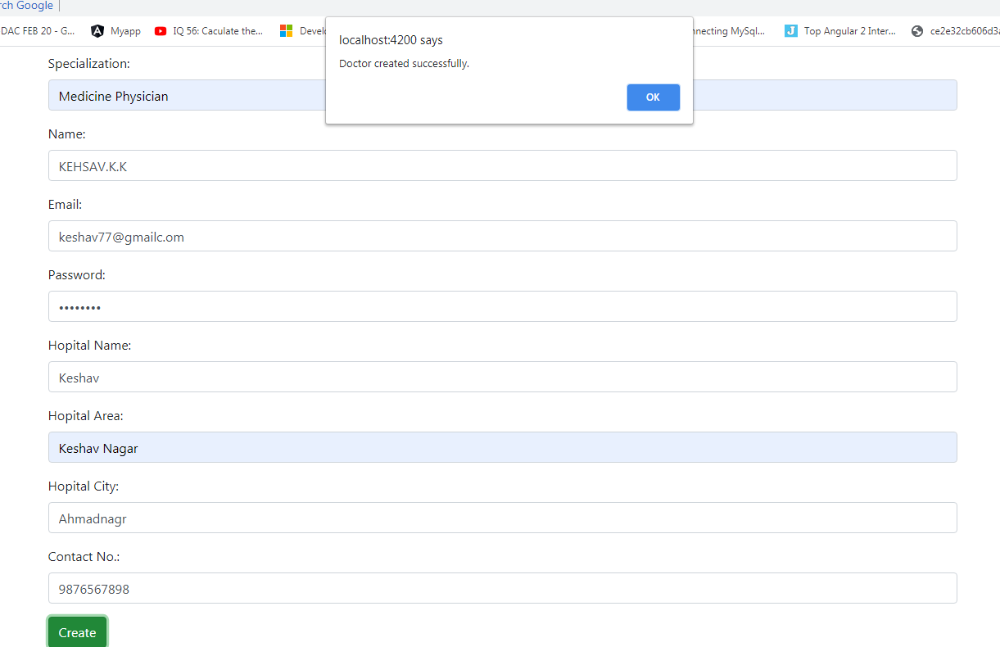 rch Google
DAC FEB 20 - G... Myapp IQ 56: Caculate the... Develo nnecting MySql... Top Angular 2 Inter... ce2e32cb606d3a
localhost:4200 says
Doctor created successfully.
OK
Specialization:
Medicine Physician
Name:
KEHSAV.K.K
Email:
keshav77@gmailc.om
Password:
••••••••
Hopital Name:
Keshav
Hopital Area:
Keshav Nagar
Hopital City:
Ahmadnagr
Contact No.:
9876567898
Create